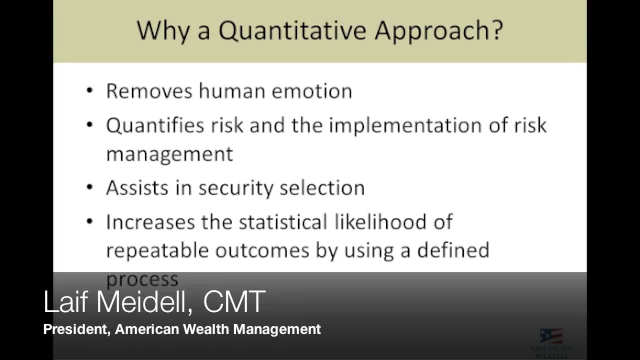 Why a Quantitative Approach?
• Removes human emotion
• Quantifies risk and the implementation of risk
management
• Assists in security selection
• Increases the statistical likelihood of
repeatable outcomes by using a defined
process
Laif Meidell, CMT
President, American Wealth Management